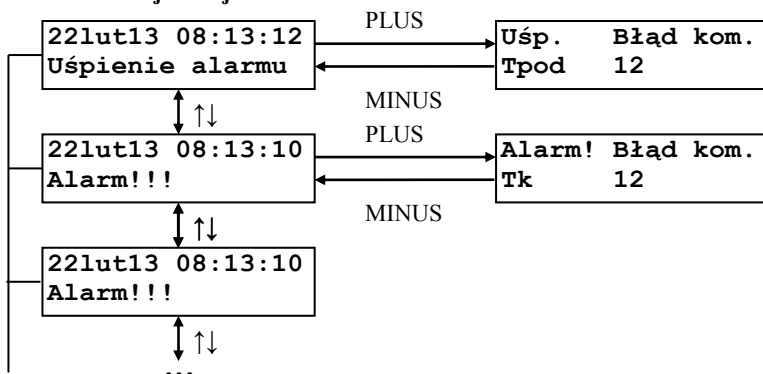 PLUS
22lut13 08:13:12
Uśpienie alarmu
Uśp. Błąd kom.
Tpod 12
↑↓
MINUS
PLUS
22lut13 08:13:10
Alarm!!!
Alarm! Błąd kom.
Tk 12
↑↓
MINUS
22lut13 08:13:10
Alarm!!!
↑↓
...